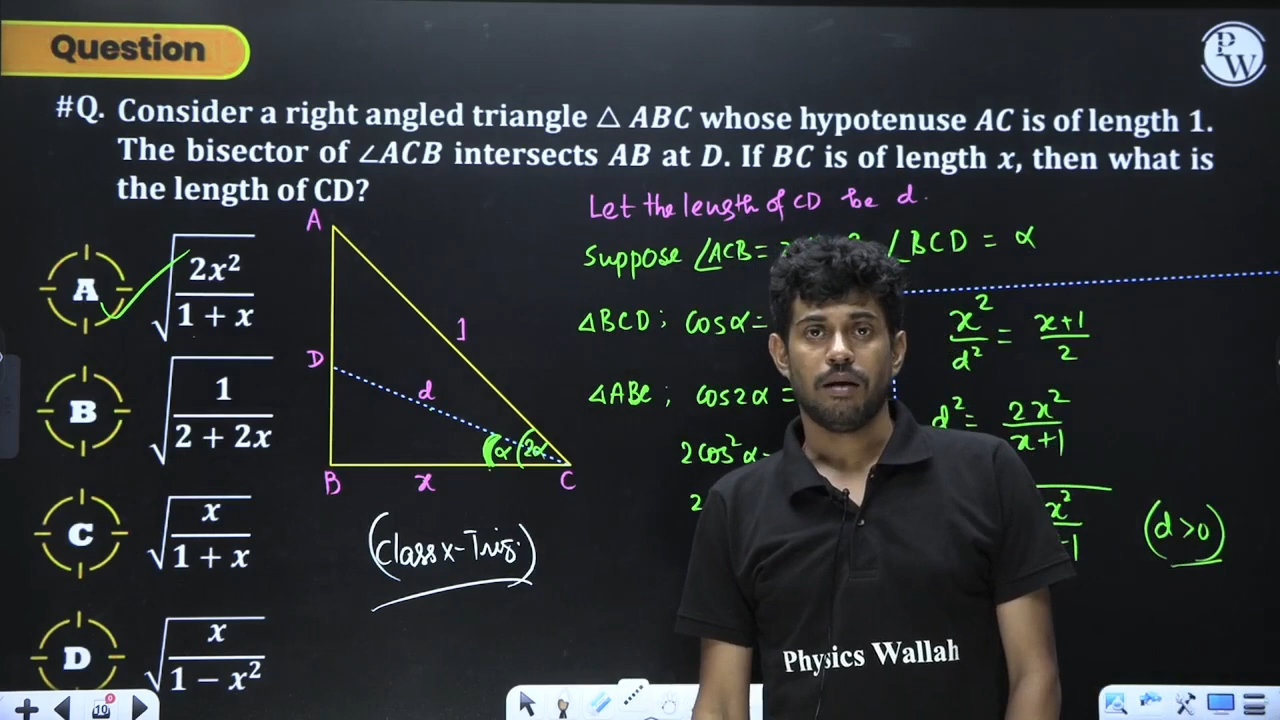 Question
PW
#Q. Consider a right angled triangle △ ABC whose hypotenuse AC is of length 1.
The bisector of ∠ACB intersects AB at D. If BC is of length x, then what is
the length of CD?
Let the length of CD be d.
Suppose ∠ACB = ∠BCD = α
A
√(2x²/(1 + x))
B
√(1/(2 + 2x))
C
√(x/(1 + x))
D
√(x/(1 − x²))
A
1
D
d
α
2α
B
x
C
(Class X-Trig.)
△BCD ; cosα =
△ABC ; cos2α =
2cos²α
2
x²/d² = (x+1)/2
d² = 2x²/(x+1)
(d>0)
Physics Wallah
10